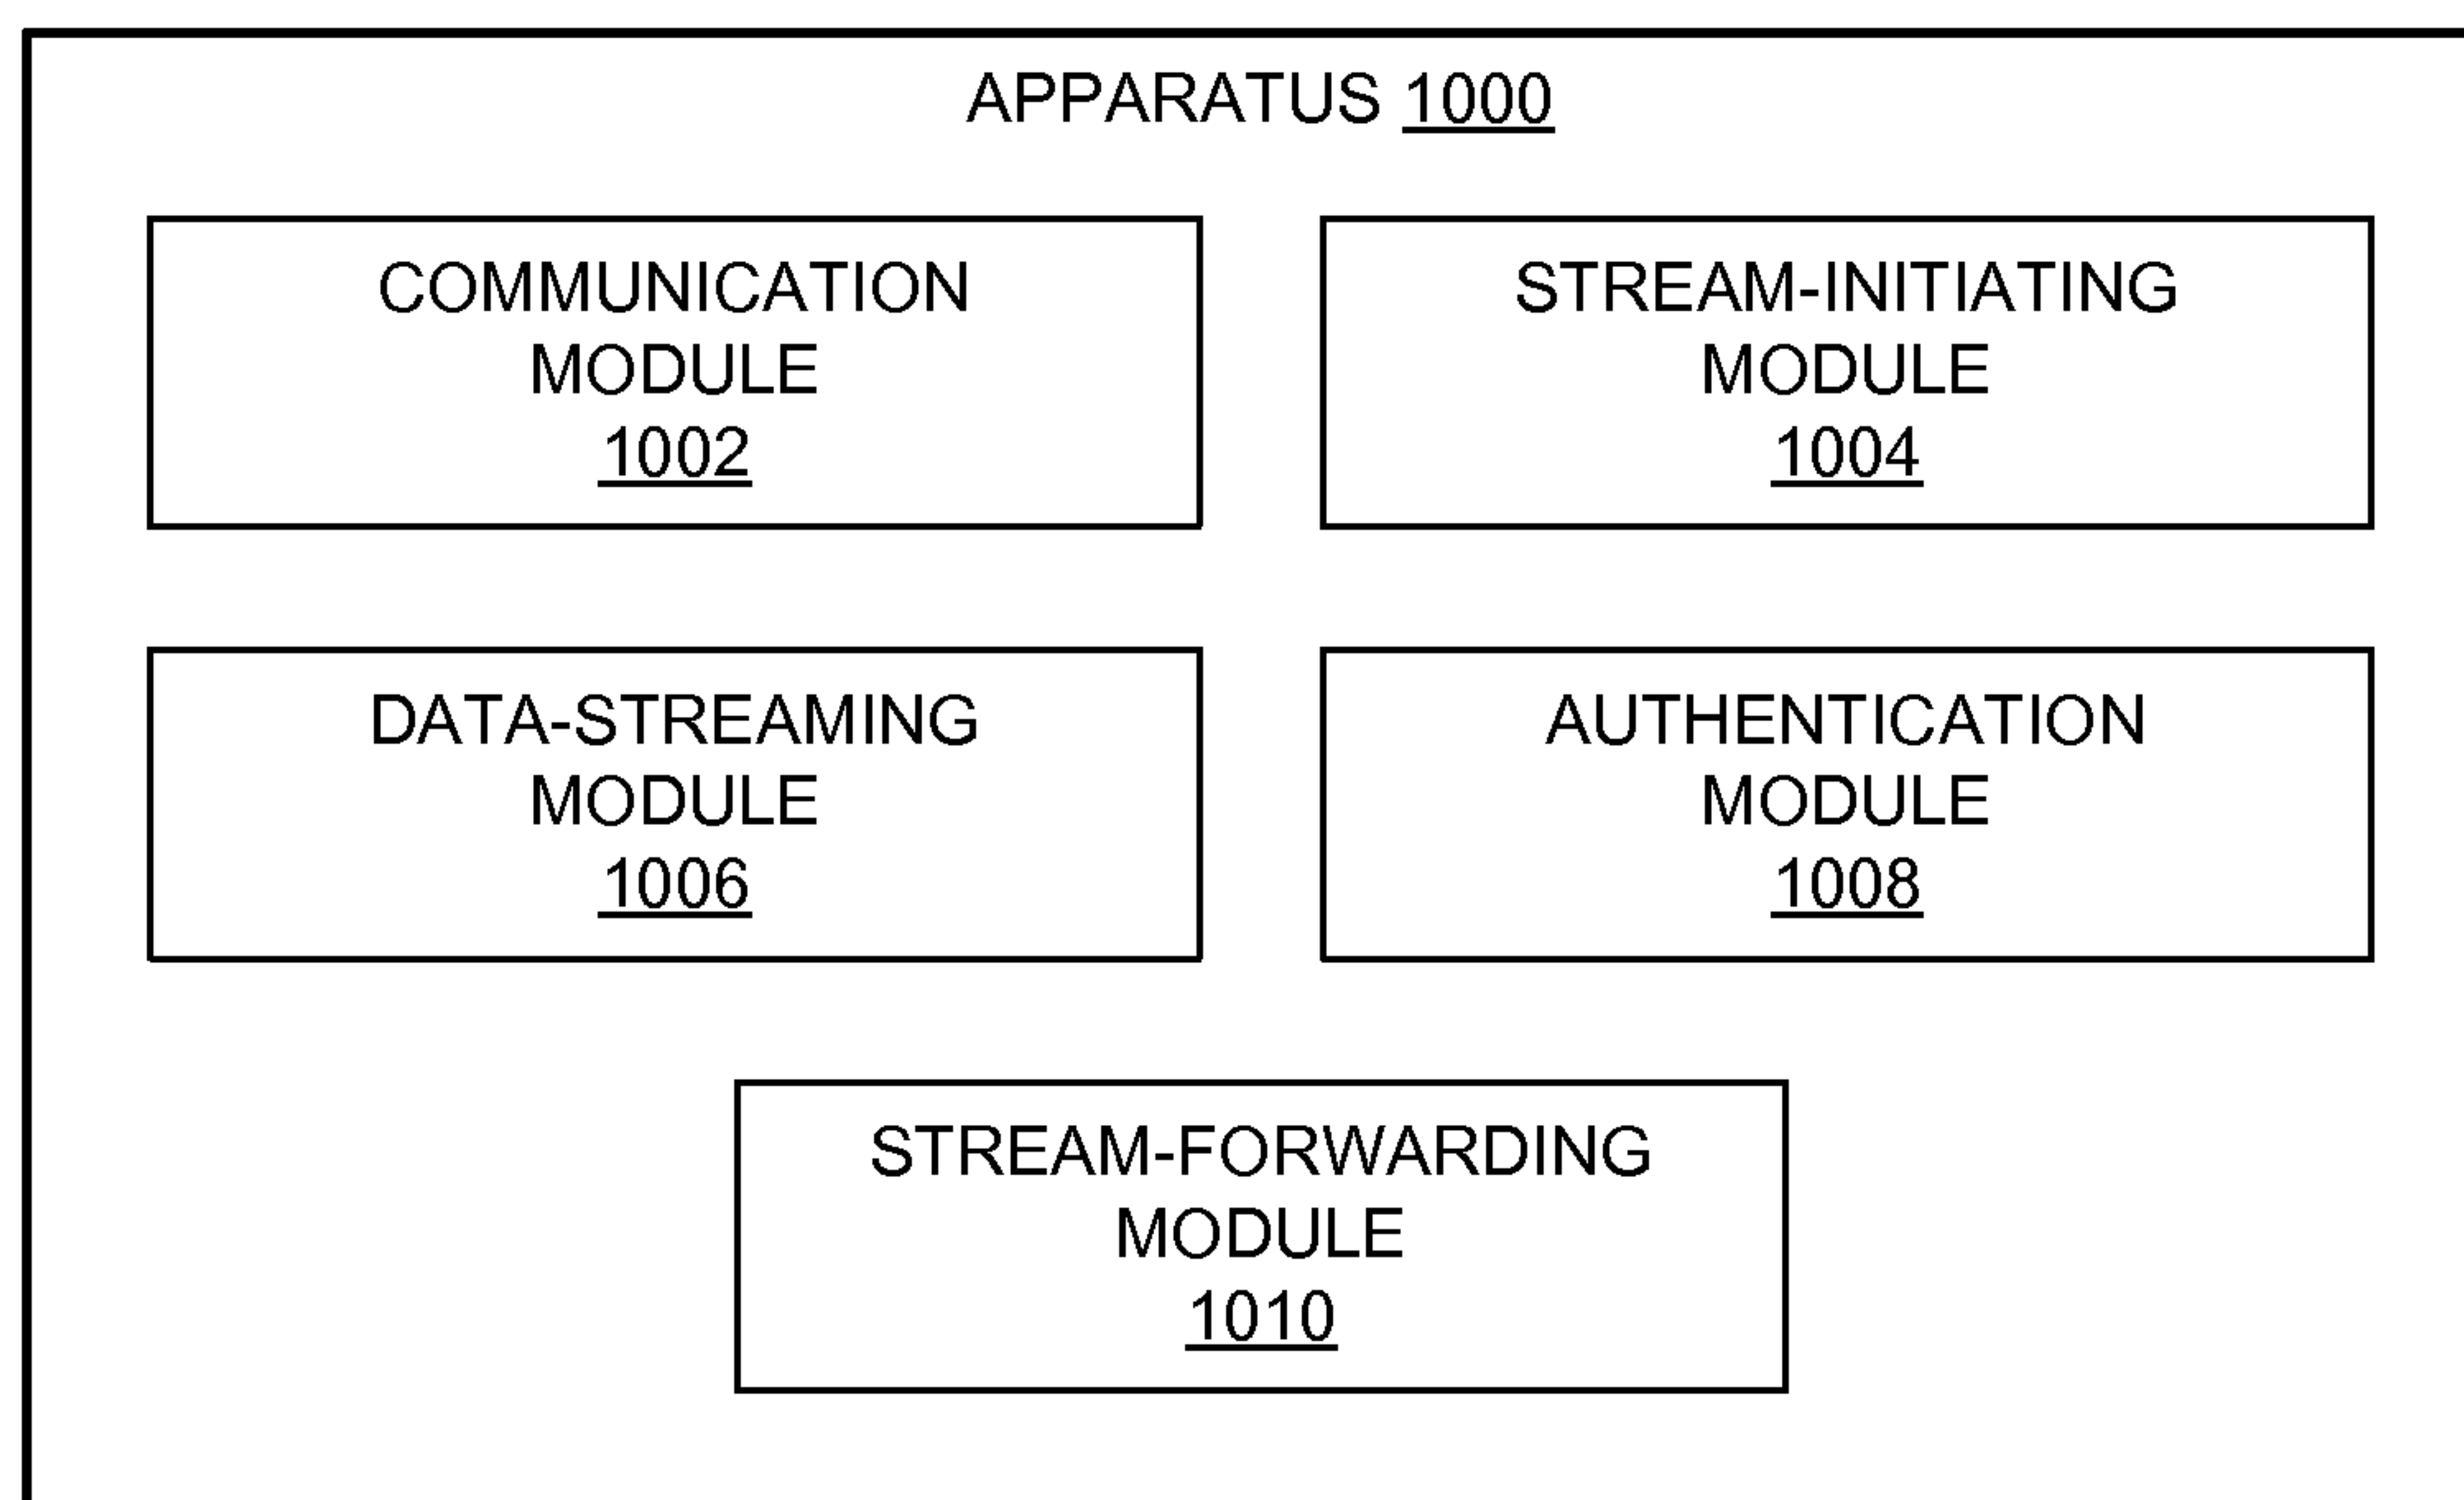 APPARATUS 1000
COMMUNICATION
MODULE
1002
STREAM-INITIATING
MODULE
1004
DATA-STREAMING
MODULE
1006
AUTHENTICATION
MODULE
1008
STREAM-FORWARDING
MODULE
1010